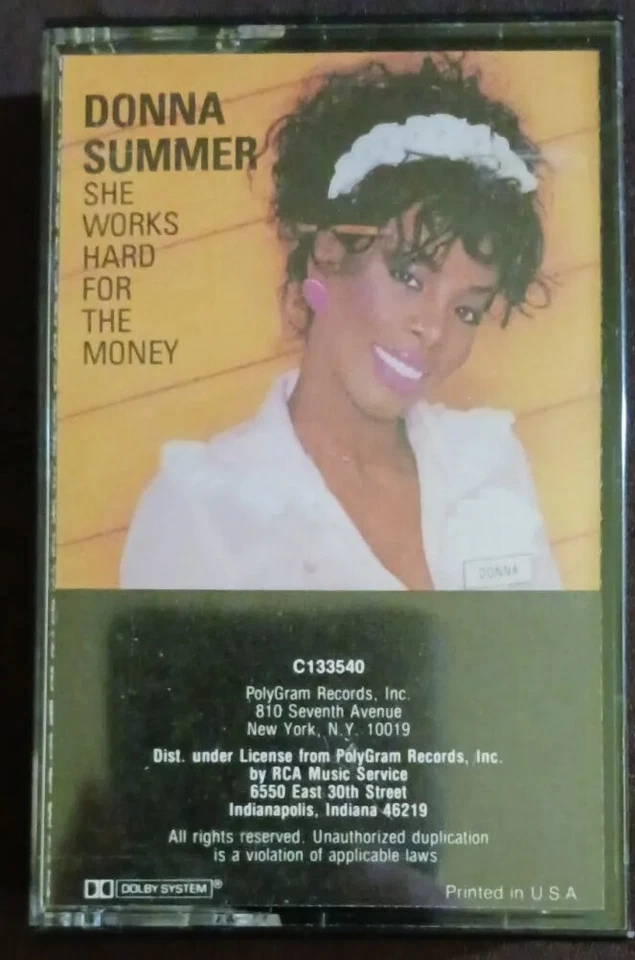 DONNA
SUMMER
SHE
WORKS
HARD
FOR
THE
MONEY
DONNA
C133540
PolyGram Records, Inc.
810 Seventh Avenue
New York, N.Y. 10019
Dist. under License from PolyGram Records, Inc.
by RCA Music Service
6550 East 30th Street
Indianapolis, Indiana 46219
All rights reserved. Unauthorized duplication
is a violation of applicable laws
DOLBY SYSTEM®
Printed in U S A